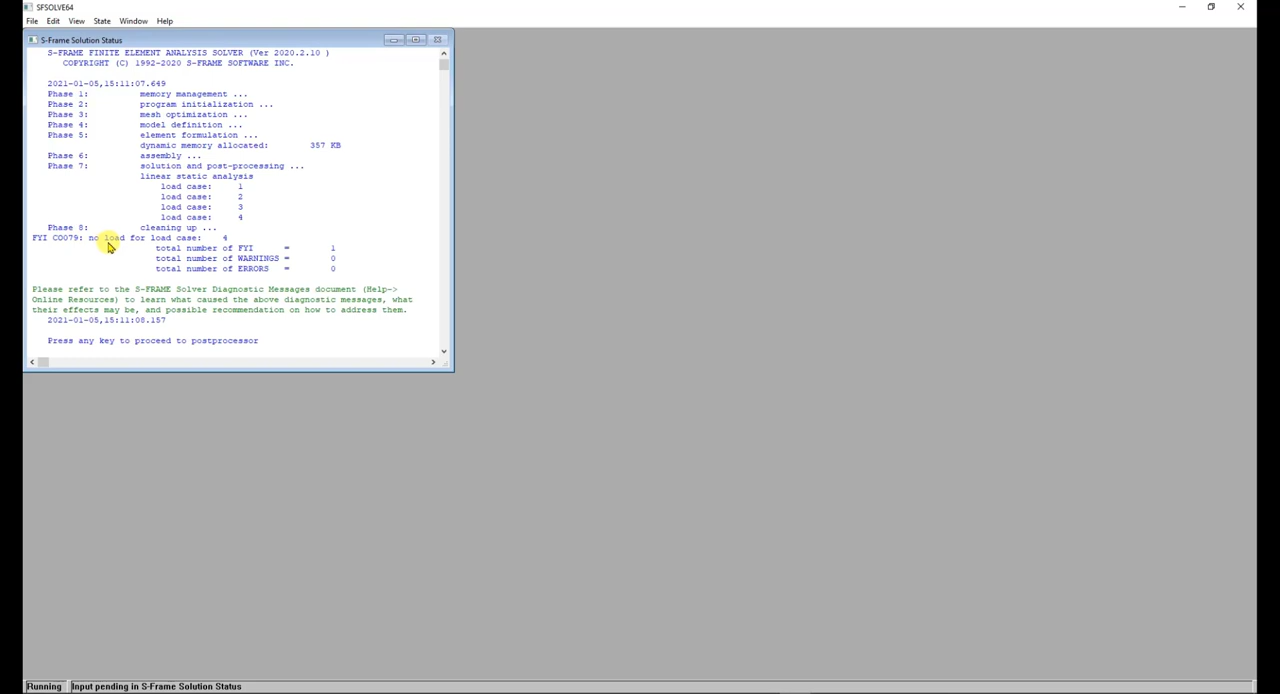 SFSOLVE64
File Edit View State Window Help
S-Frame Solution Status
S-FRAME FINITE ELEMENT ANALYSIS SOLVER (Ver 2020.2.10 )
COPYRIGHT (C) 1992-2020 S-FRAME SOFTWARE INC.
2021-01-05,15:11:07.649
Phase 1: memory management ...
Phase 2: program initialization ...
Phase 3: mesh optimization ...
Phase 4: model definition ...
Phase 5: element formulation ...
dynamic memory allocated: 357 KB
Phase 6: assembly ...
Phase 7: solution and post-processing ...
linear static analysis
load case: 1
load case: 2
load case: 3
load case: 4
Phase 8: cleaning up ...
FYI CO079: no load for load case: 4
total number of FYI = 1
total number of WARNINGS = 0
total number of ERRORS = 0
Please refer to the S-FRAME Solver Diagnostic Messages document (Help->
Online Resources) to learn what caused the above diagnostic messages, what
their effects may be, and possible recommendation on how to address them.
2021-01-05,15:11:08.157
Press any key to proceed to postprocessor
Running Input pending in S-Frame Solution Status